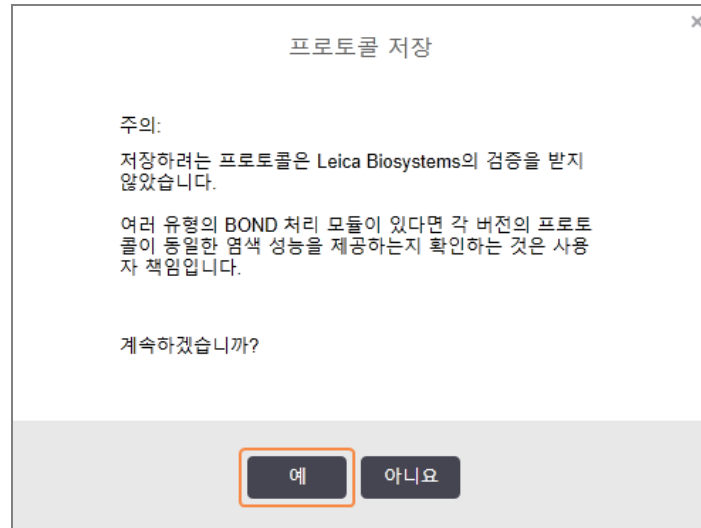 프로토콜 저장
주의:
저장하려는 프로토콜은 Leica Biosystems의 검증을 받지
않았습니다.
여러 유형의 BOND 처리 모듈이 있다면 각 버전의 프로토
콜이 동일한 염색 성능을 제공하는지 확인하는 것은 사용
자 책임입니다.
계속하겠습니까?
예
아니요